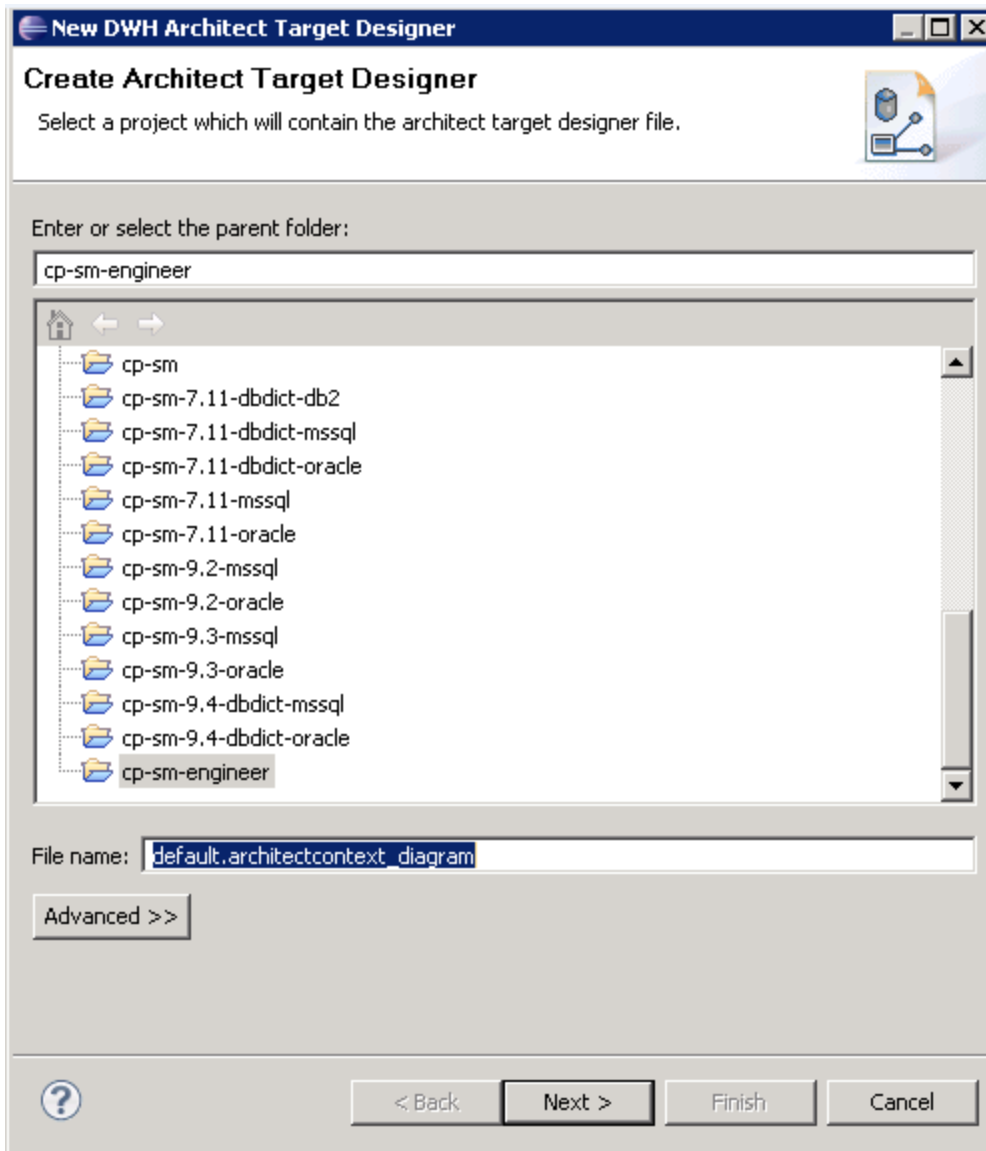 New DWH Architect Target Designer
Create Architect Target Designer
Select a project which will contain the architect target designer file.
Enter or select the parent folder:
cp-sm-engineer
cp-sm
cp-sm-7.11-dbdict-db2
cp-sm-7.11-dbdict-mssql
cp-sm-7.11-dbdict-oracle
cp-sm-7.11-mssql
cp-sm-7.11-oracle
cp-sm-9.2-mssql
cp-sm-9.2-oracle
cp-sm-9.3-mssql
cp-sm-9.3-oracle
cp-sm-9.4-dbdict-mssql
cp-sm-9.4-dbdict-oracle
cp-sm-engineer
File name: default.architectcontext_diagram
Advanced >>
? < Back Next > Finish Cancel